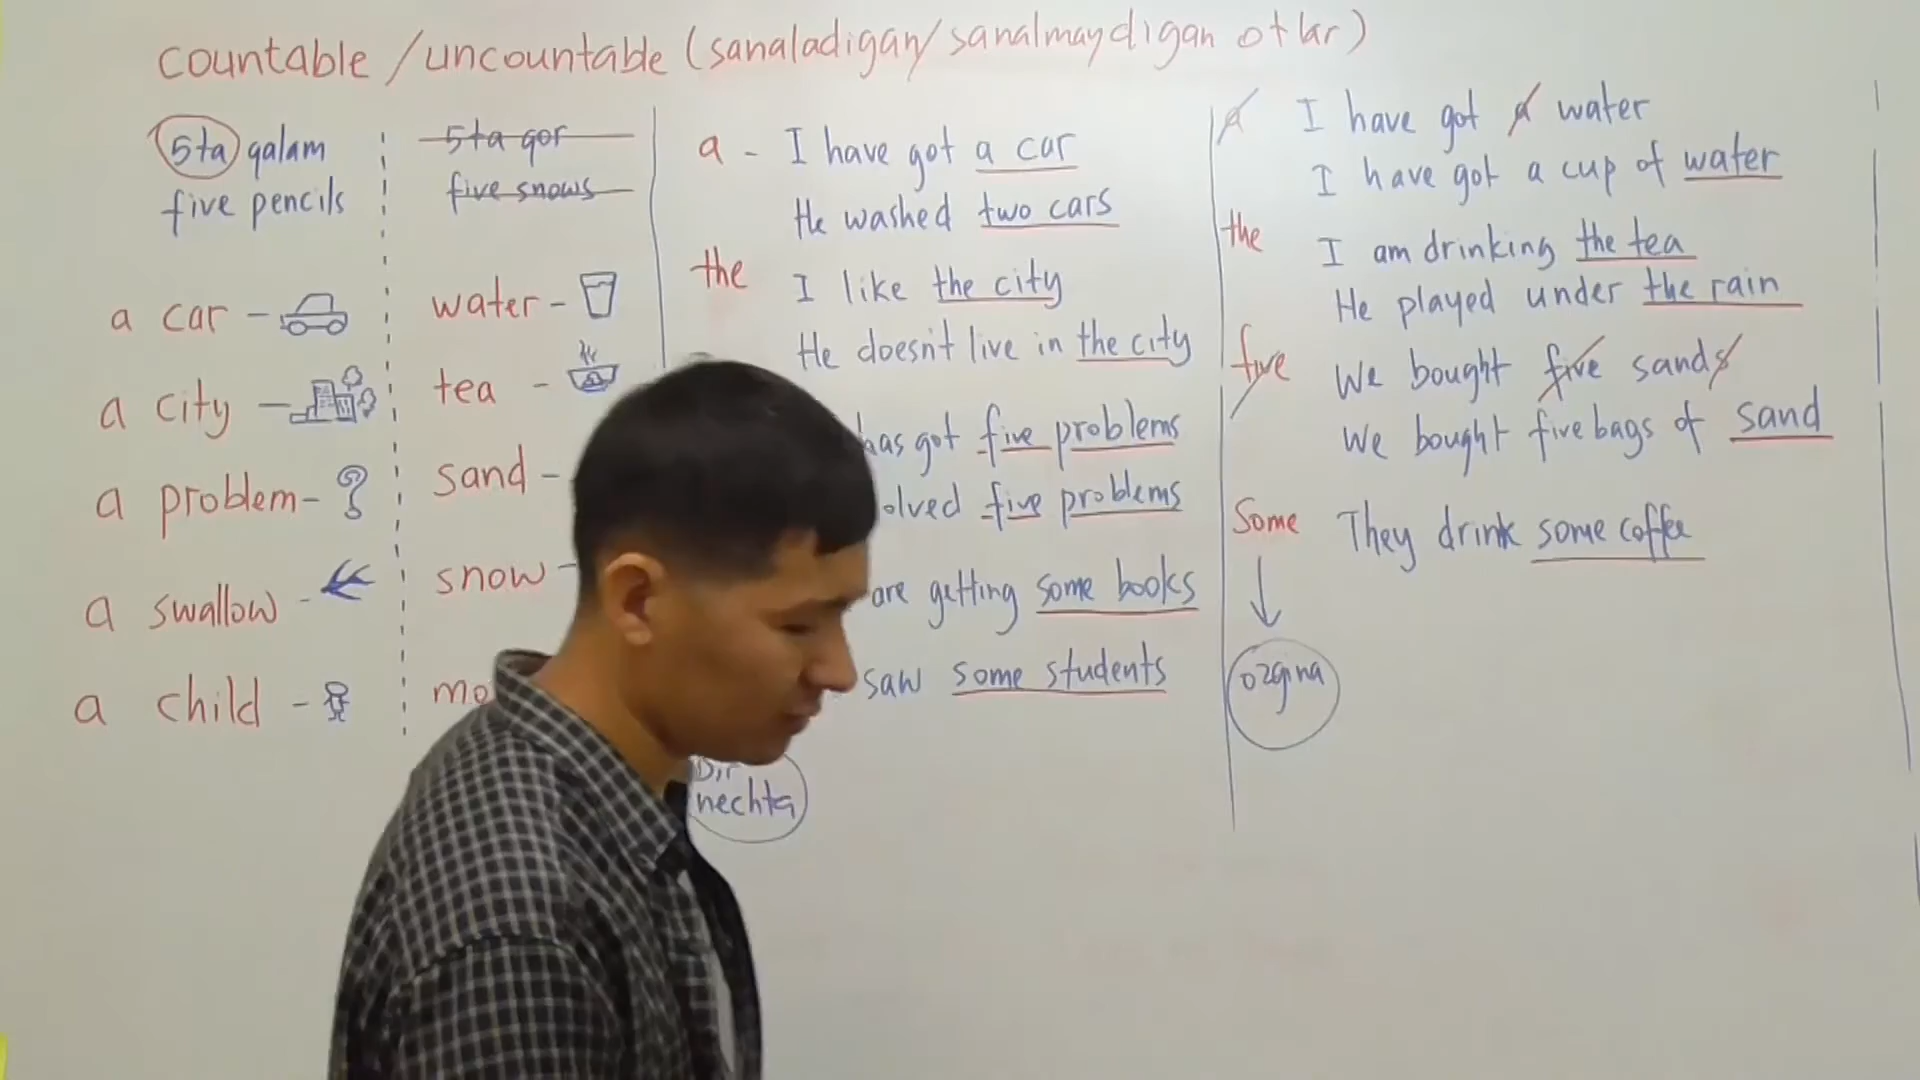 countable / uncountable (sanaladigan/sanalmaydigan otlar)
5ta qalam
five pencils
a car -
a city -
a problem -
a swallow -
a child -
5ta qor
five snows
water -
tea -
sand -
snow -
a - I have got a car
He washed two cars
the I like the city
He doesn't live in the city
has got five problems
five problems
are getting some books
saw some students
nechta
a I have got a water
I have got a cup of water
the I am drinking the tea
He played under the rain
five We bought five sands
We bought five bags of sand
Some They drink some coffee
ozgina